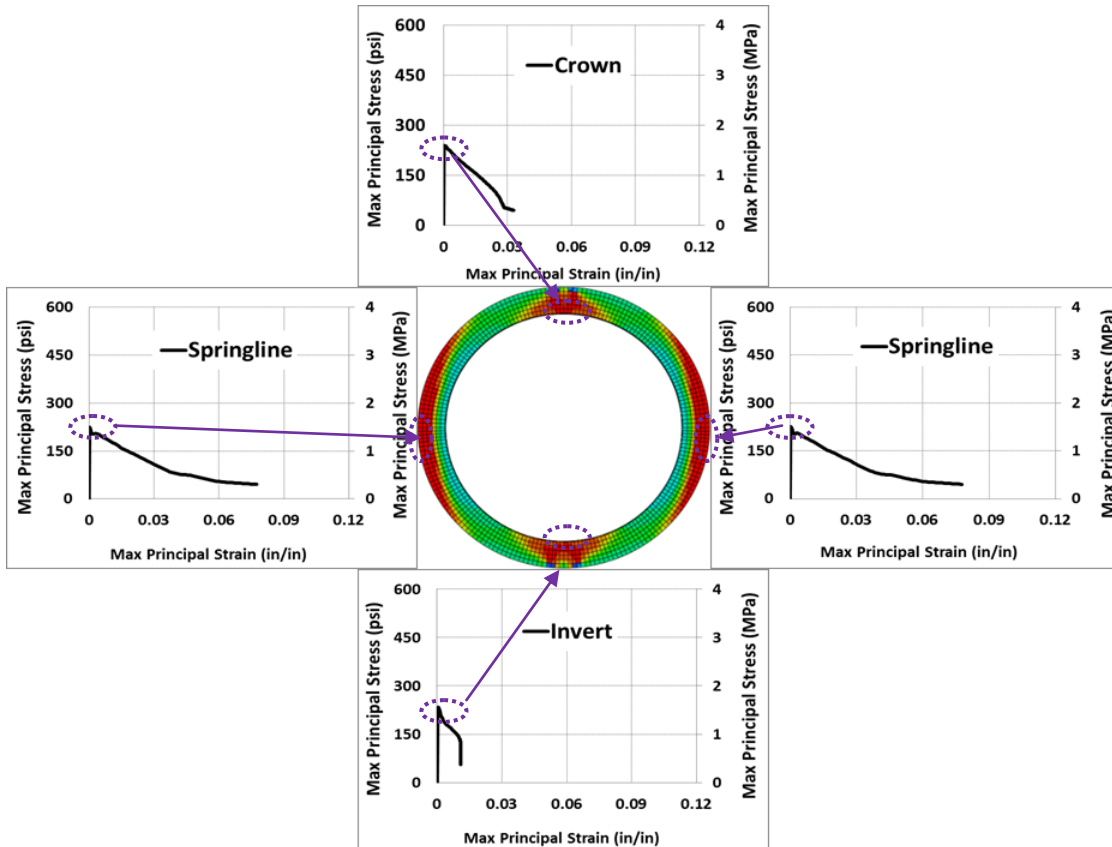 Max Principal Stress (psi)
600
450
300
150
0
Crown
4
3
2
1
0
Max Principal Stress (MPa)
0 0.03 0.06 0.09 0.12
Max Principal Strain (in/in)
Max Principal Stress (psi)
600
450
300
150
0
Springline
4
3
2
1
0
Max Principal Stress (MPa)
0 0.03 0.06 0.09 0.12
Max Principal Strain (in/in)
Max Principal Stress (psi)
600
450
300
150
0
Springline
4
3
2
1
0
Max Principal Stress (MPa)
0 0.03 0.06 0.09 0.12
Max Principal Strain (in/in)
Max Principal Stress (psi)
600
450
300
150
0
Invert
4
3
2
1
0
Max Principal Stress (MPa)
0 0.03 0.06 0.09 0.12
Max Principal Strain (in/in)